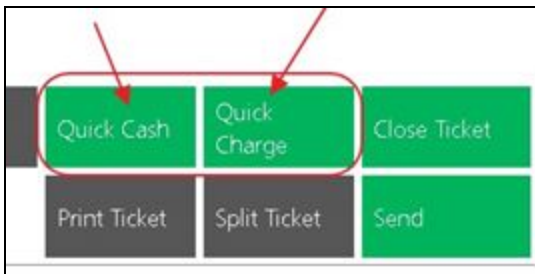 Quick Cash
Quick
Charge
Close Ticket
Print Ticket
Split Ticket
Send